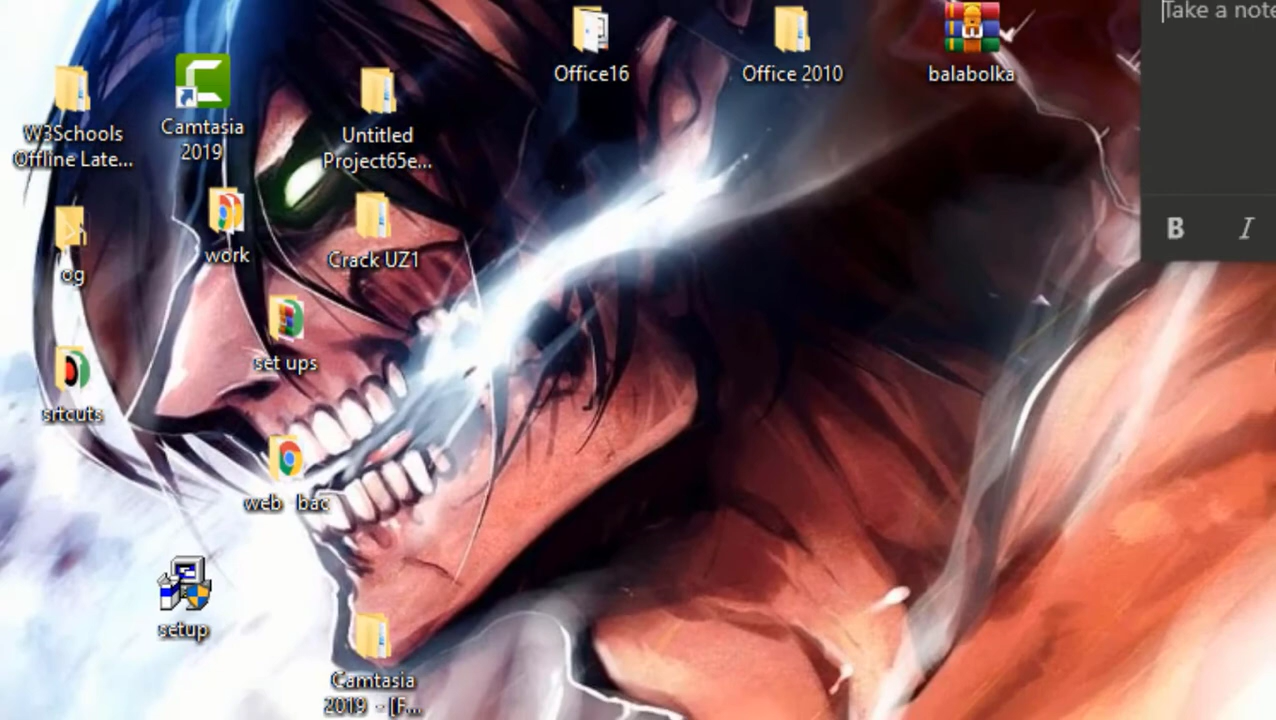 Take a note
Office16
Office 2010
balabolka
W3Schools
Offline Late...
Camtasia
2019
Untitled
Project65e...
B
I
og
work
Crack UZ1
set ups
srtcuts
web bac
setup
Camtasia
2019 - [F...